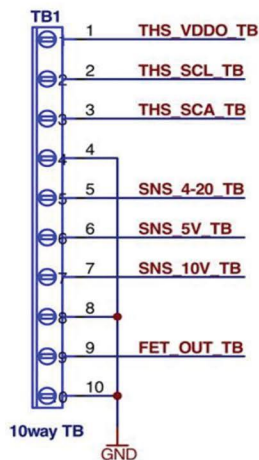 TB1
1 THS_VDDO_TB
2 THS_SCL_TB
3 THS_SCA_TB
4
5 SNS_4-20_TB
6 SNS_5V_TB
7 SNS_10V_TB
8
9 FET_OUT_TB
10
10way TB
GND